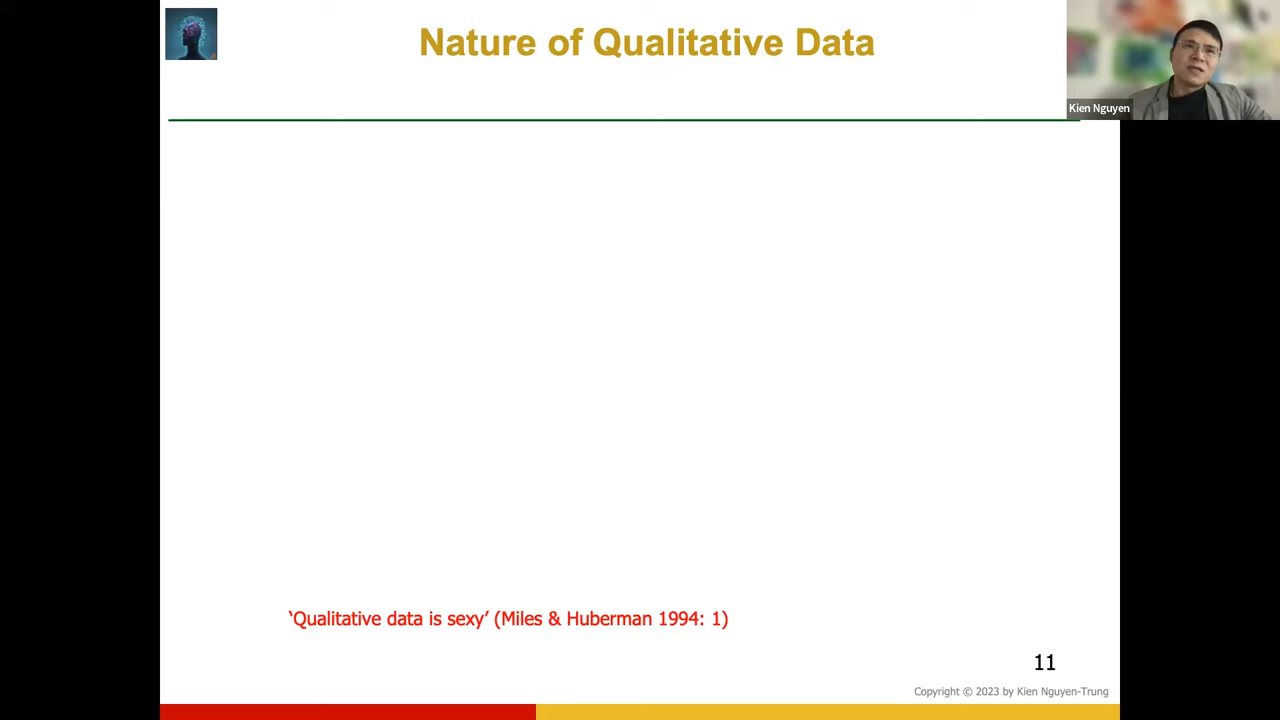 Nature of Qualitative Data
Kien Nguyen
‘Qualitative data is sexy’ (Miles & Huberman 1994: 1)
11
Copyright © 2023 by Kien Nguyen-Trung